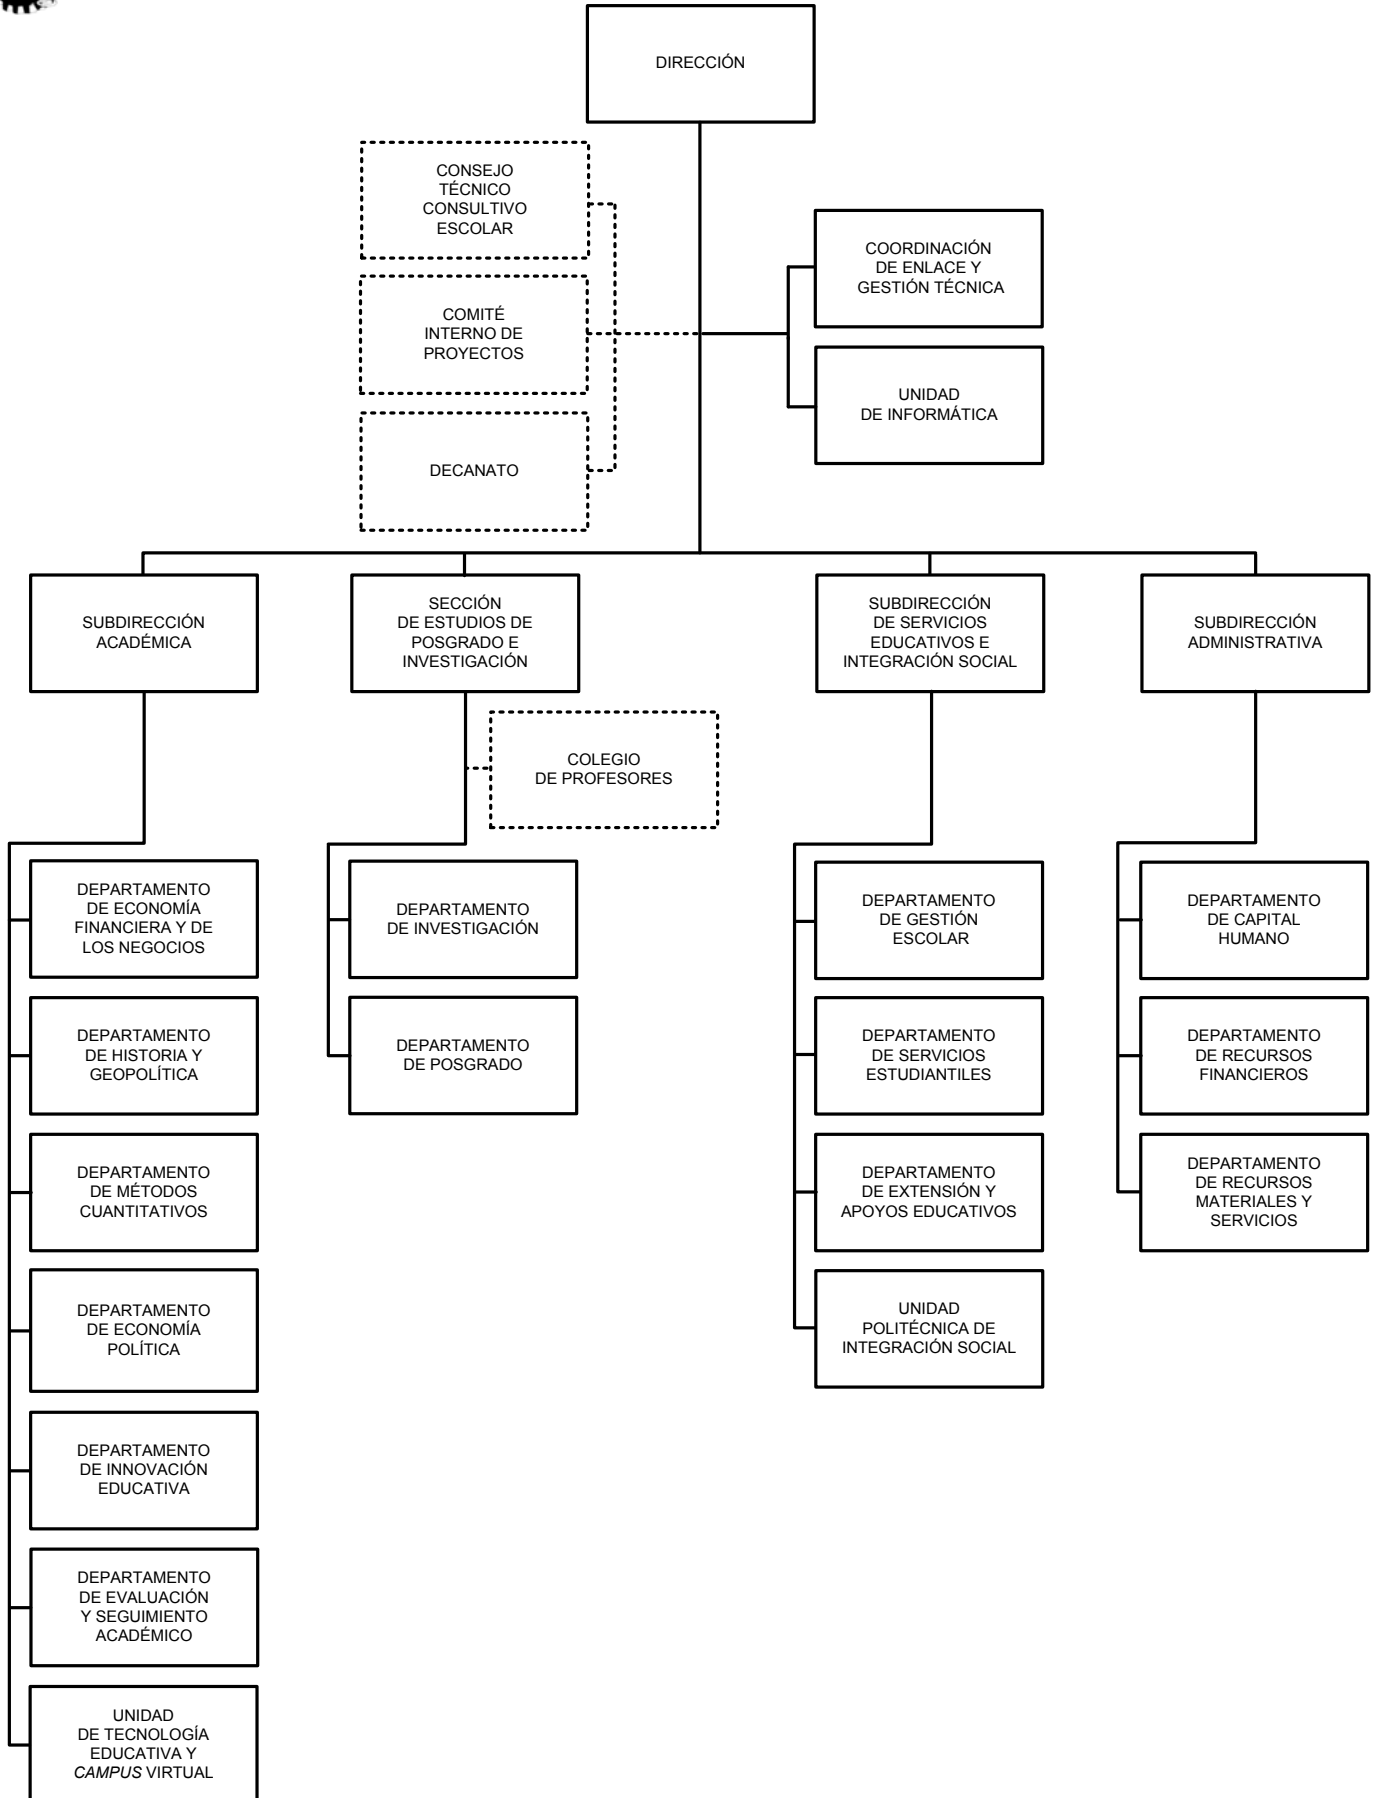 DIRECCIÓN
CONSEJO
TÉCNICO
CONSULTIVO
ESCOLAR
COORDINACIÓN
DE ENLACE Y
GESTIÓN TÉCNICA
COMITÉ
INTERNO DE
PROYECTOS
UNIDAD
DE INFORMÁTICA
DECANATO
SUBDIRECCIÓN
ACADÉMICA
SECCIÓN
DE ESTUDIOS DE
POSGRADO E
INVESTIGACIÓN
SUBDIRECCIÓN
DE SERVICIOS
EDUCATIVOS E
INTEGRACIÓN SOCIAL
SUBDIRECCIÓN
ADMINISTRATIVA
COLEGIO
DE PROFESORES
DEPARTAMENTO
DE ECONOMÍA
FINANCIERA Y DE
LOS NEGOCIOS
DEPARTAMENTO
DE HISTORIA Y
GEOPOLÍTICA
DEPARTAMENTO
DE MÉTODOS
CUANTITATIVOS
DEPARTAMENTO
DE ECONOMÍA
POLÍTICA
DEPARTAMENTO
DE INNOVACIÓN
EDUCATIVA
DEPARTAMENTO
DE EVALUACIÓN
Y SEGUIMIENTO
ACADÉMICO
UNIDAD
DE TECNOLOGÍA
EDUCATIVA Y
CAMPUS VIRTUAL
DEPARTAMENTO
DE INVESTIGACIÓN
DEPARTAMENTO
DE POSGRADO
DEPARTAMENTO
DE GESTIÓN
ESCOLAR
DEPARTAMENTO
DE SERVICIOS
ESTUDIANTILES
DEPARTAMENTO
DE EXTENSIÓN Y
APOYOS EDUCATIVOS
UNIDAD
POLITÉCNICA DE
INTEGRACIÓN SOCIAL
DEPARTAMENTO
DE CAPITAL
HUMANO
DEPARTAMENTO
DE RECURSOS
FINANCIEROS
DEPARTAMENTO
DE RECURSOS
MATERIALES Y
SERVICIOS